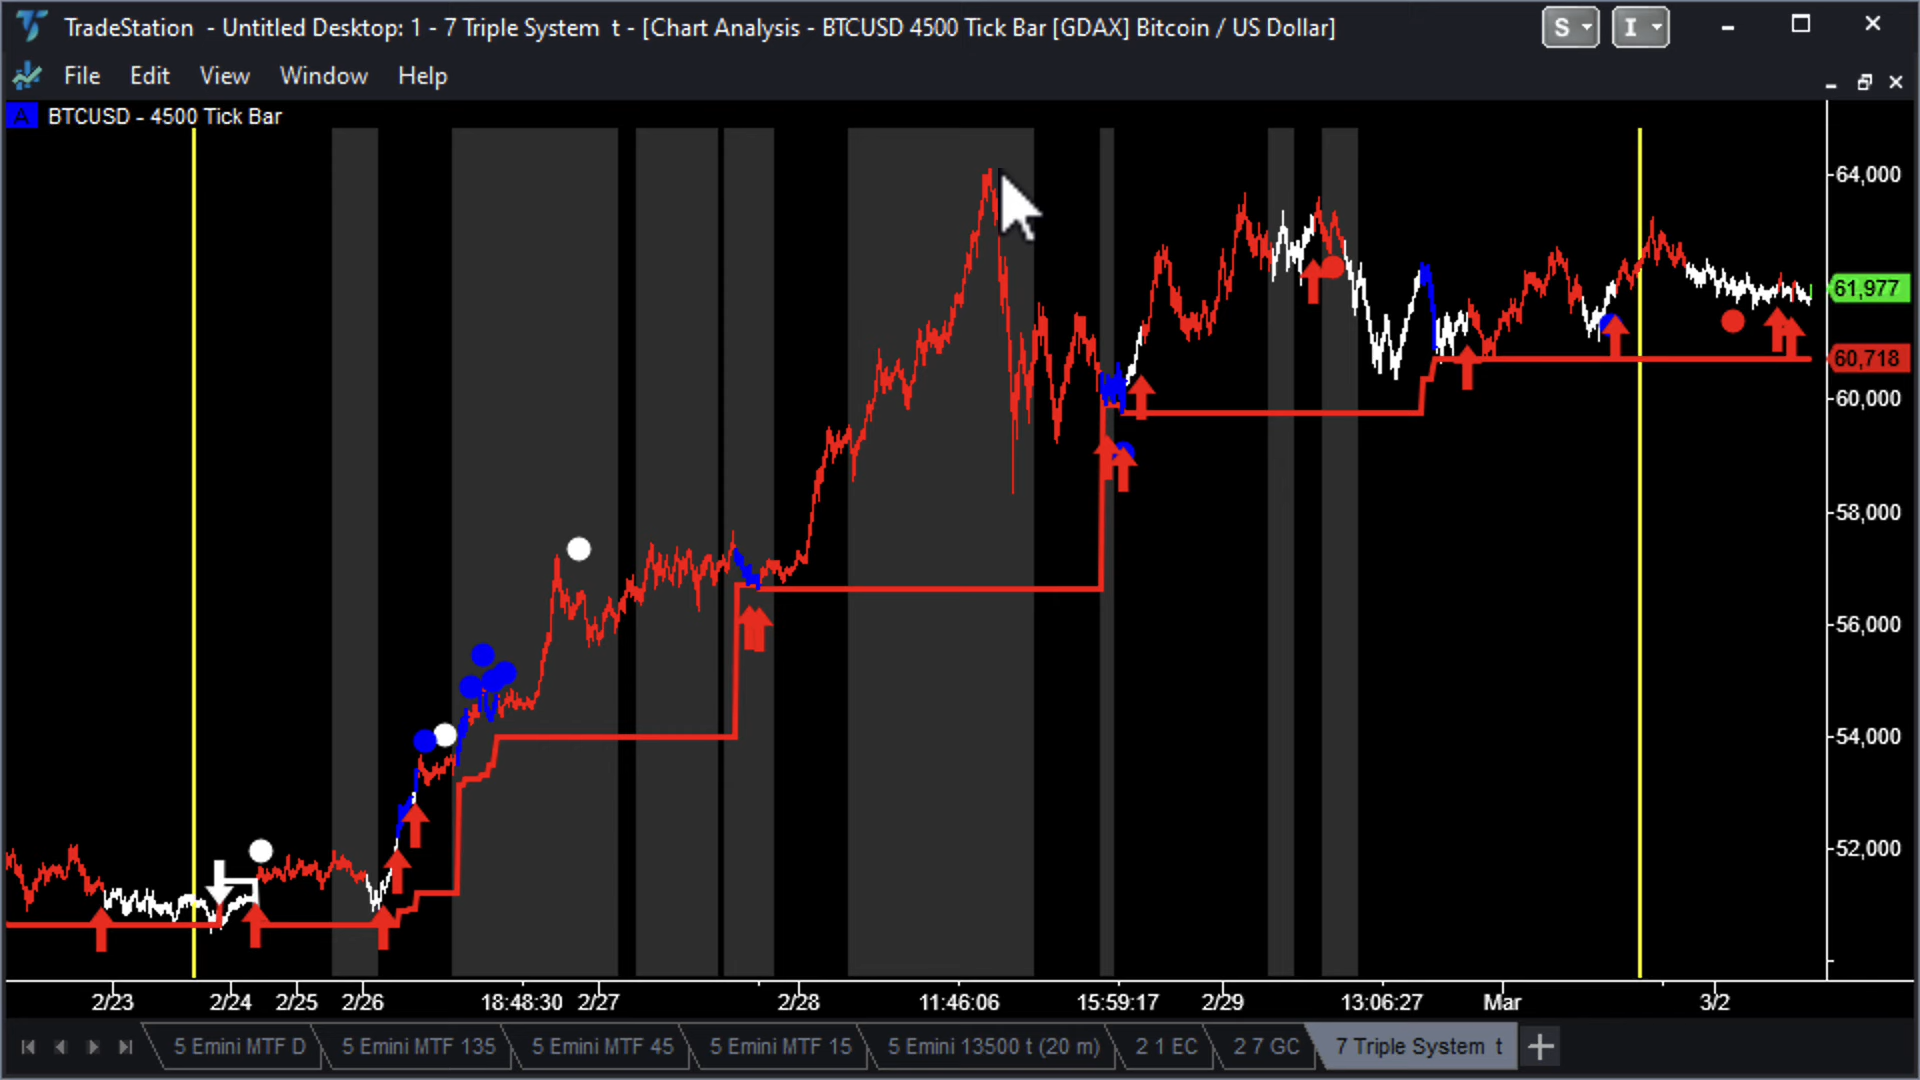 TradeStation - Untitled Desktop: 1 - 7 Triple System t - [Chart Analysis - BTCUSD 4500 Tick Bar [GDAX] Bitcoin / US Dollar]
S I
File Edit View Window Help
A BTCUSD - 4500 Tick Bar
64,000
61,977
60,718
60,000
58,000
56,000
54,000
52,000
2/23 2/24 2/25 2/26 18:48:30 2/27 2/28 11:46:06 15:59:17 2/29 13:06:27 Mar 3/2
5 Emini MTF D 5 Emini MTF 135 5 Emini MTF 45 5 Emini MTF 15 5 Emini 13500 t (20 m) 2 1 EC 2 7 GC 7 Triple System t